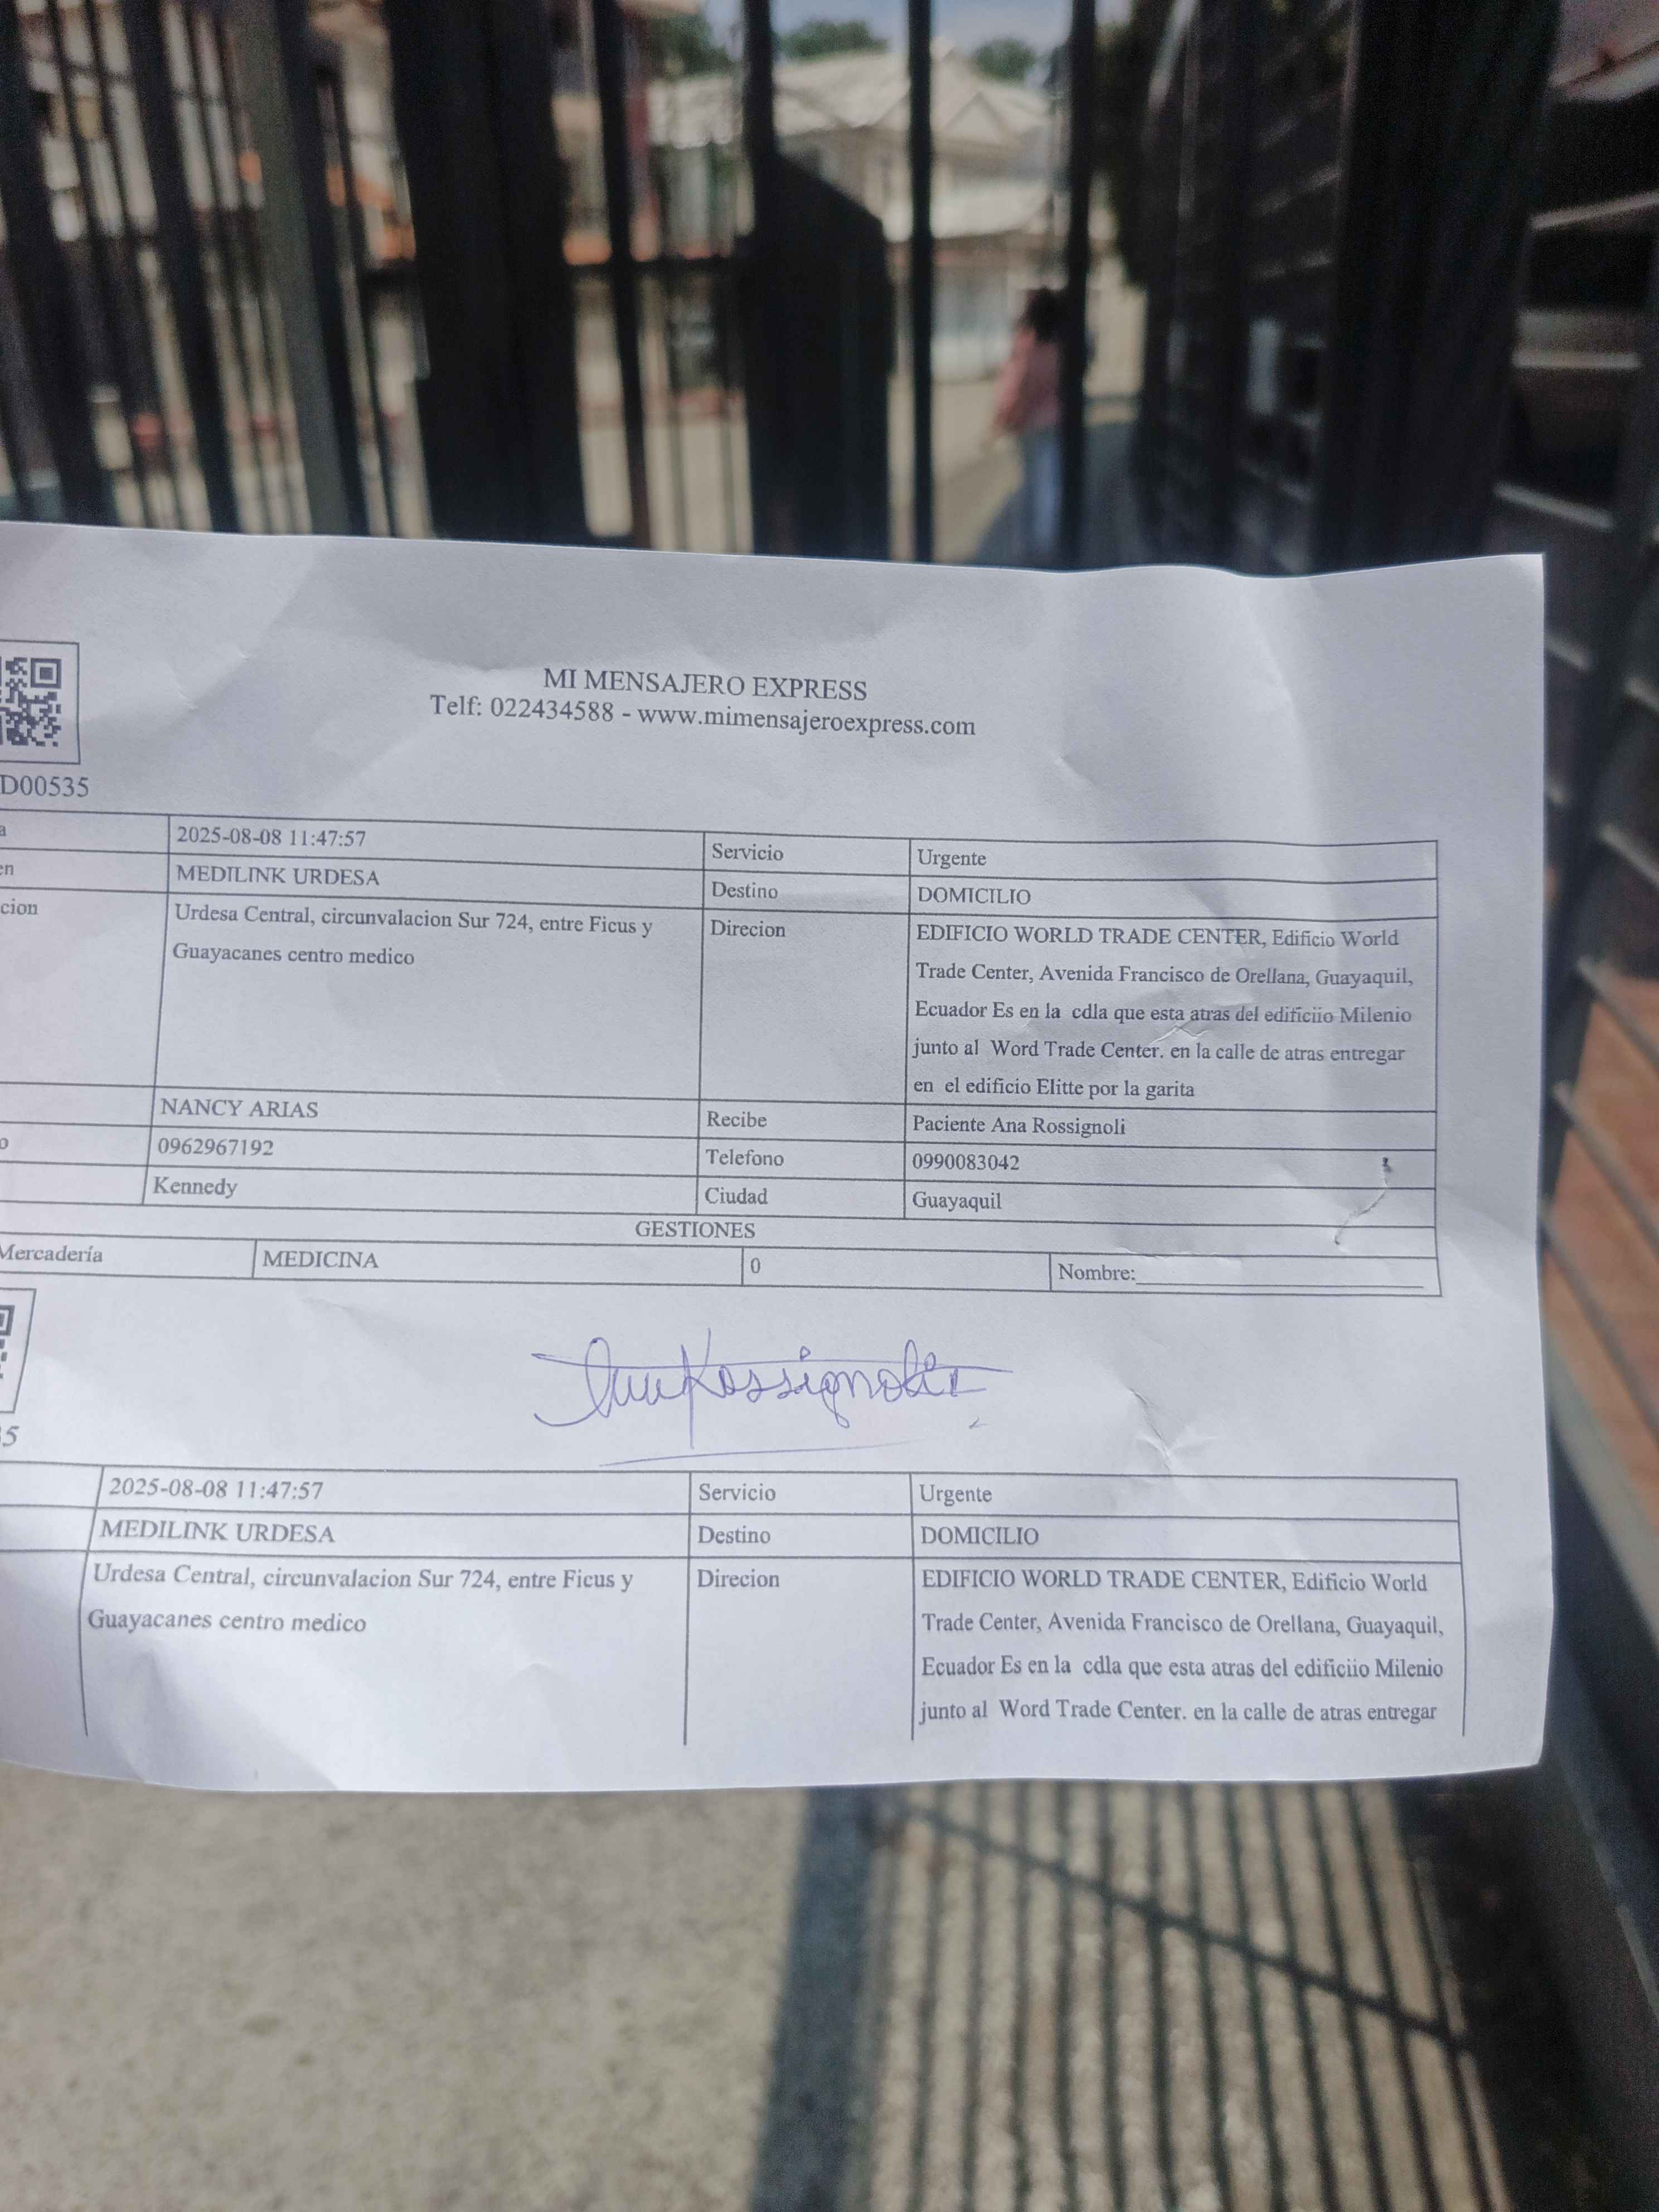 MI MENSAJERO EXPRESS
Telf: 022434588 - www.mimensajeroexpress.com
D00535
a 2025-08-08 11:47:57 Servicio Urgente
en MEDILINK URDESA Destino DOMICILIO
cion Urdesa Central, circunvalacion Sur 724, entre Ficus y Direcion EDIFICIO WORLD TRADE CENTER, Edificio World
Guayacanes centro medico Trade Center, Avenida Francisco de Orellana, Guayaquil,
Ecuador Es en la cdla que esta atras del edificiio Milenio
junto al Word Trade Center. en la calle de atras entregar
en el edificio Elitte por la garita
NANCY ARIAS Recibe Paciente Ana Rossignoli
o 0962967192 Telefono 0990083042
Kennedy Ciudad Guayaquil
GESTIONES
Mercadería MEDICINA 0 Nombre:
Ana Rossignoli
35
2025-08-08 11:47:57 Servicio Urgente
MEDILINK URDESA Destino DOMICILIO
Urdesa Central, circunvalacion Sur 724, entre Ficus y Direcion EDIFICIO WORLD TRADE CENTER, Edificio World
Guayacanes centro medico Trade Center, Avenida Francisco de Orellana, Guayaquil,
Ecuador Es en la cdla que esta atras del edificiio Milenio
junto al Word Trade Center. en la calle de atras entregar